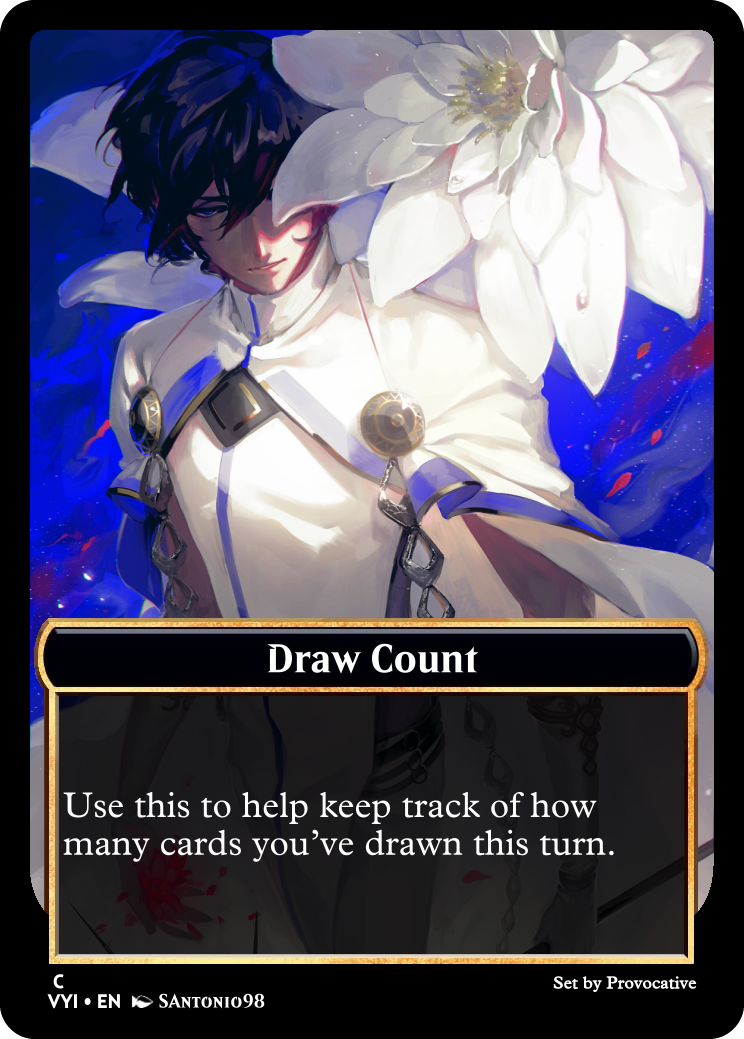 Draw Count
Use this to help keep track of how
many cards you've drawn this turn.
C
VYI • EN SAntonio98
Set by Provocative